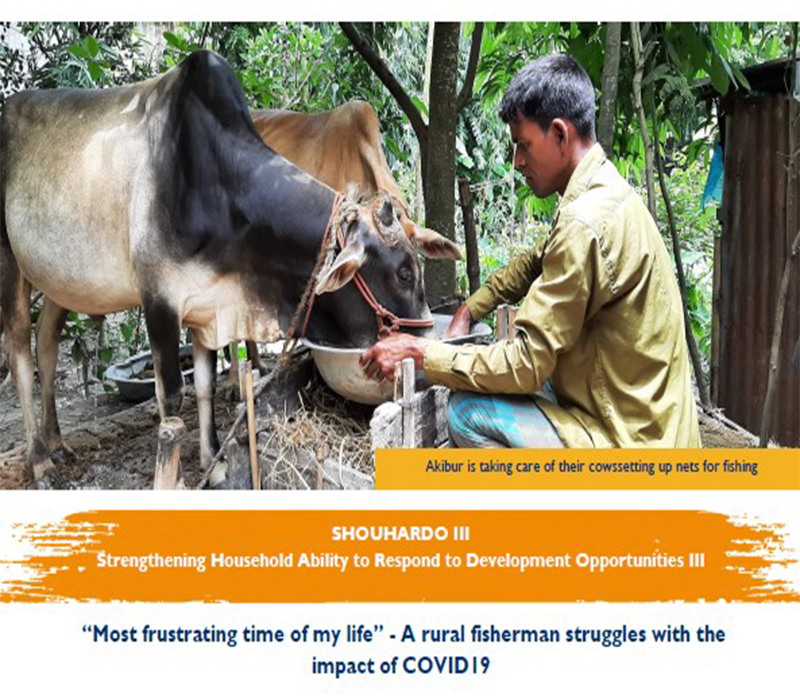 Akibur is taking care of their cowssetting up nets for fishing
SHOUHARDO III
Strengthening Household Ability to Respond to Development Opportunities III
“Most frustrating time of my life” - A rural fisherman struggles with the
impact of COVID19